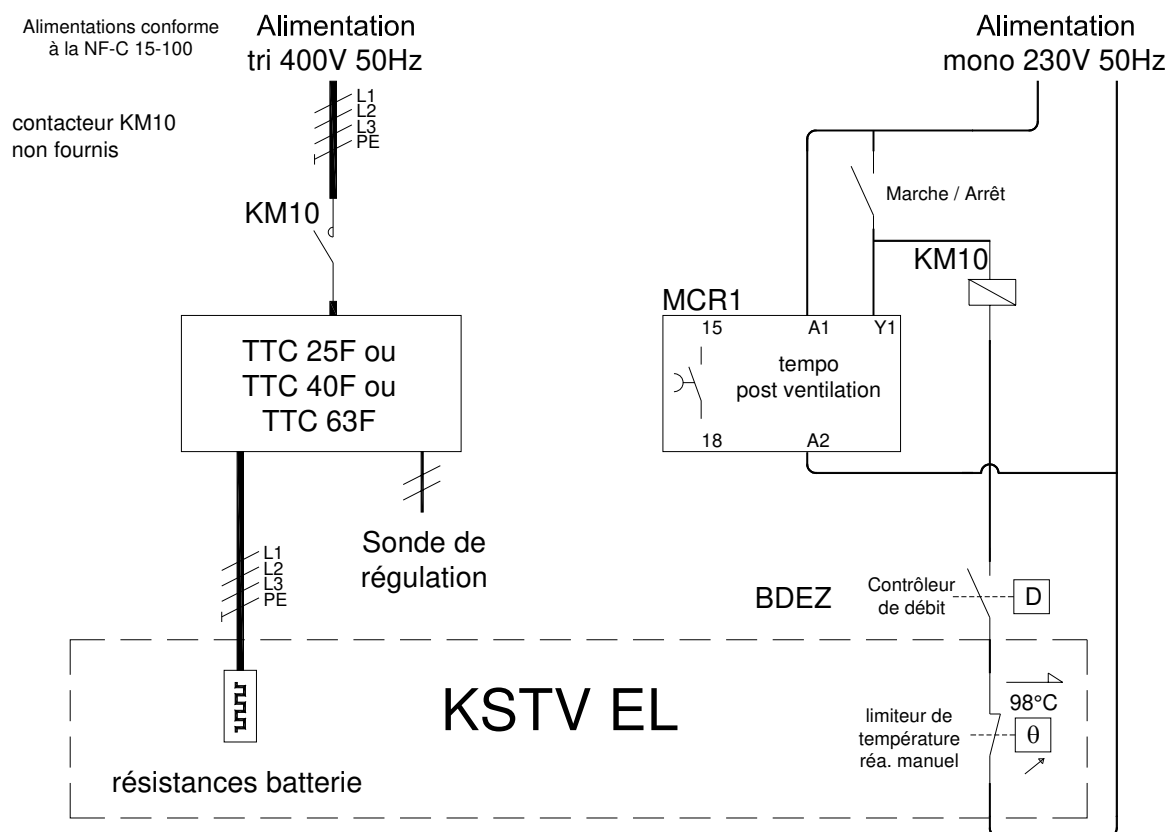 Alimentations conforme
à la NF-C 15-100
Alimentation
tri 400V 50Hz
Alimentation
mono 230V 50Hz
L1
L2
L3
PE
contacteur KM10
non fournis
KM10
Marche / Arrêt
KM10
MCR1
15
A1
Y1
tempo
post ventilation
18
A2
TTC 25F ou
TTC 40F ou
TTC 63F
Sonde de
régulation
L1
L2
L3
PE
BDEZ
Contrôleur
de débit
D
KSTV EL
98°C
limiteur de
température
réa. manuel
θ
résistances batterie